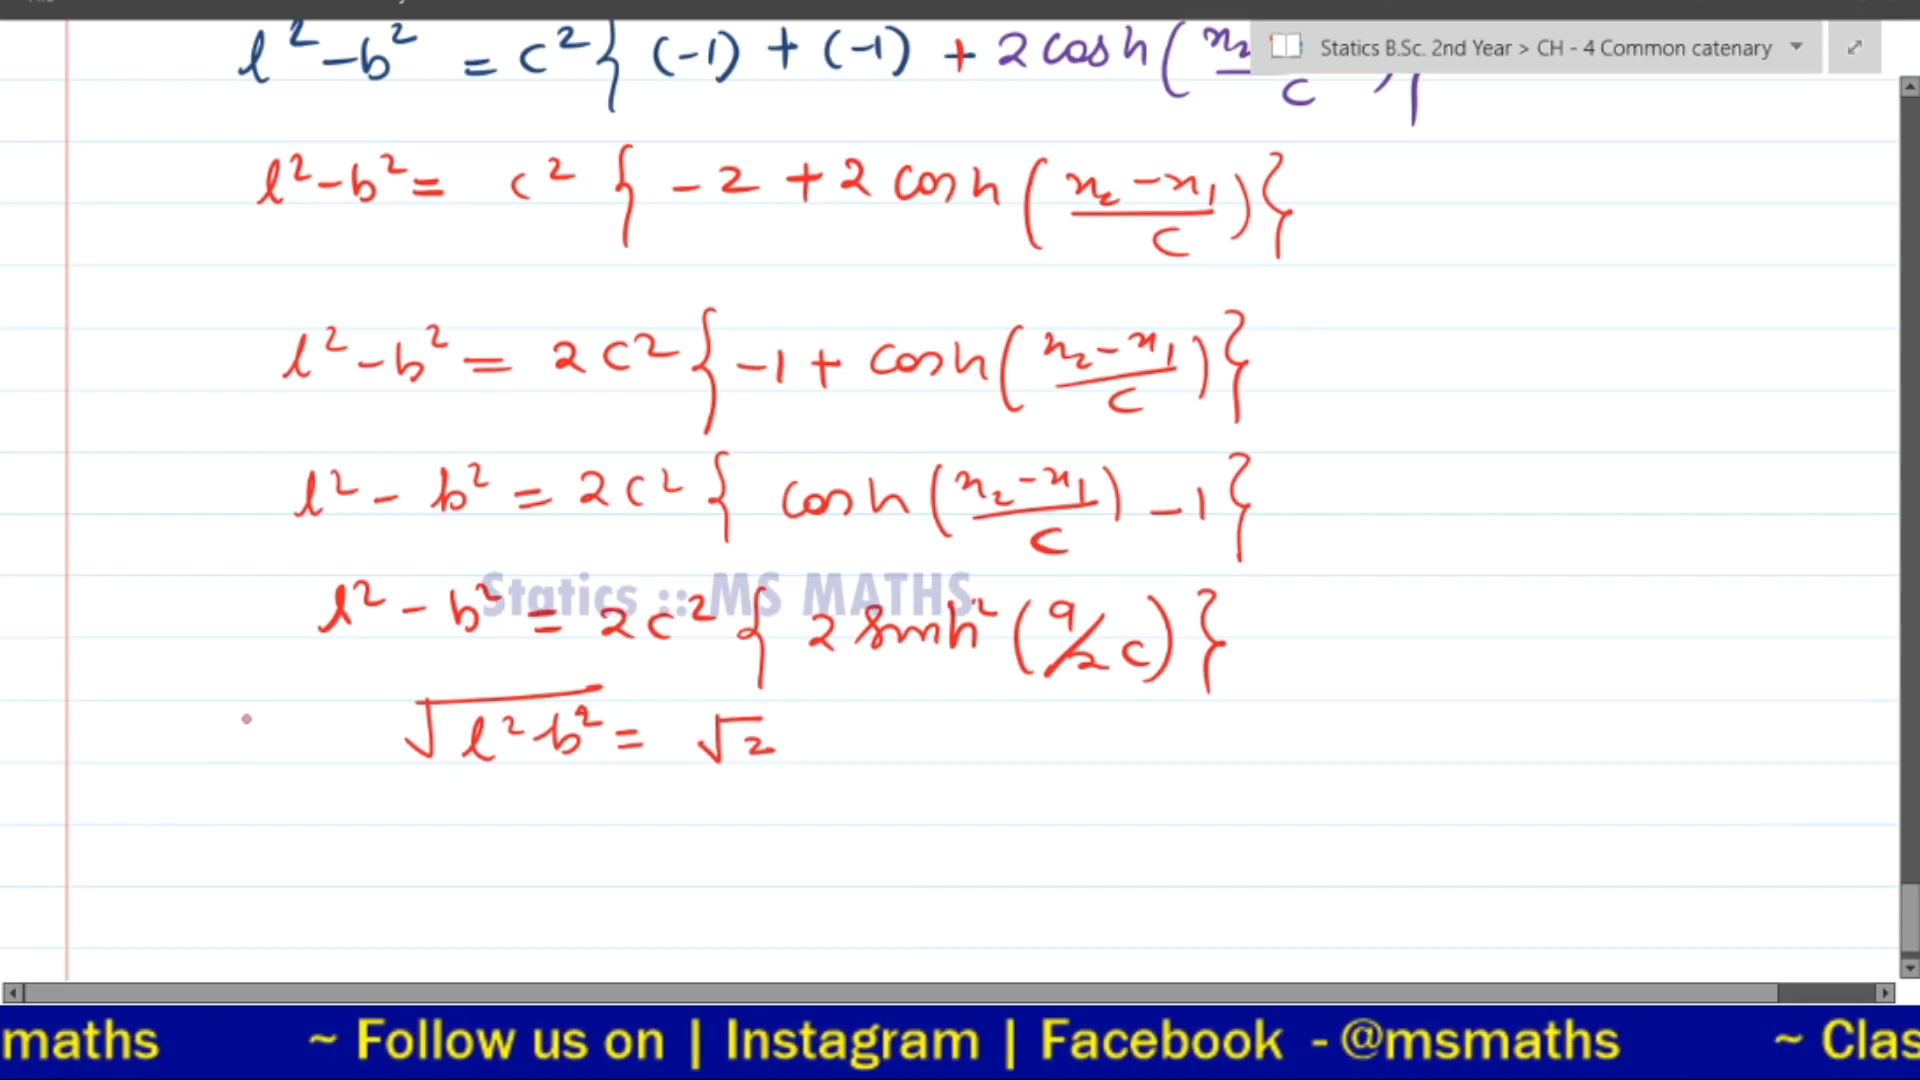 l² - b² = c² { (-1) + (-1) + 2 cosh ( x₂
c ) }
Statics B.Sc. 2nd Year > CH - 4 Common catenary
l² - b² = c² { - 2 + 2 cosh ( x₂ - x₁ / c ) }
l² - b² = 2c² { -1 + cosh ( x₂ - x₁ / c ) }
l² - b² = 2c² { cosh ( x₂ - x₁ / c ) - 1 }
Statics :: MS MATHS
l² - b² = 2c² { 2 sinh² ( a/2c ) }
√l² - b² = √2
maths ~ Follow us on | Instagram | Facebook - @msmaths ~ Clas